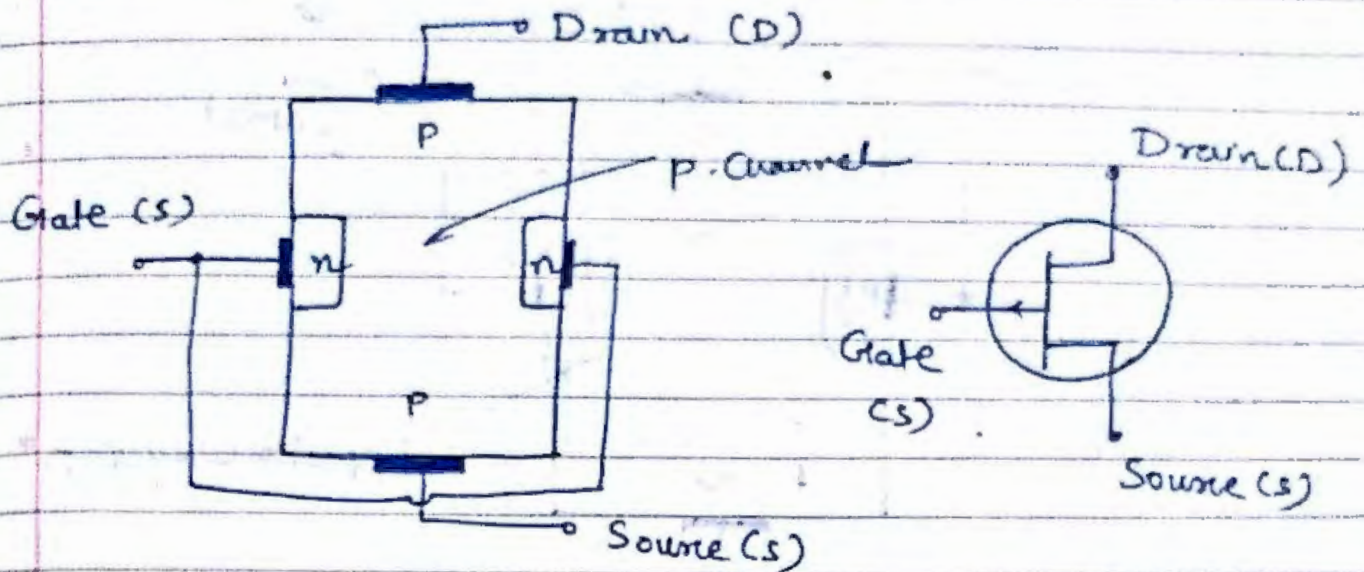 Drain (D)
P
p. Channel
Gate (S)
n
n
P
Source (S)
Drain (D)
Gate
(S)
Source (S)